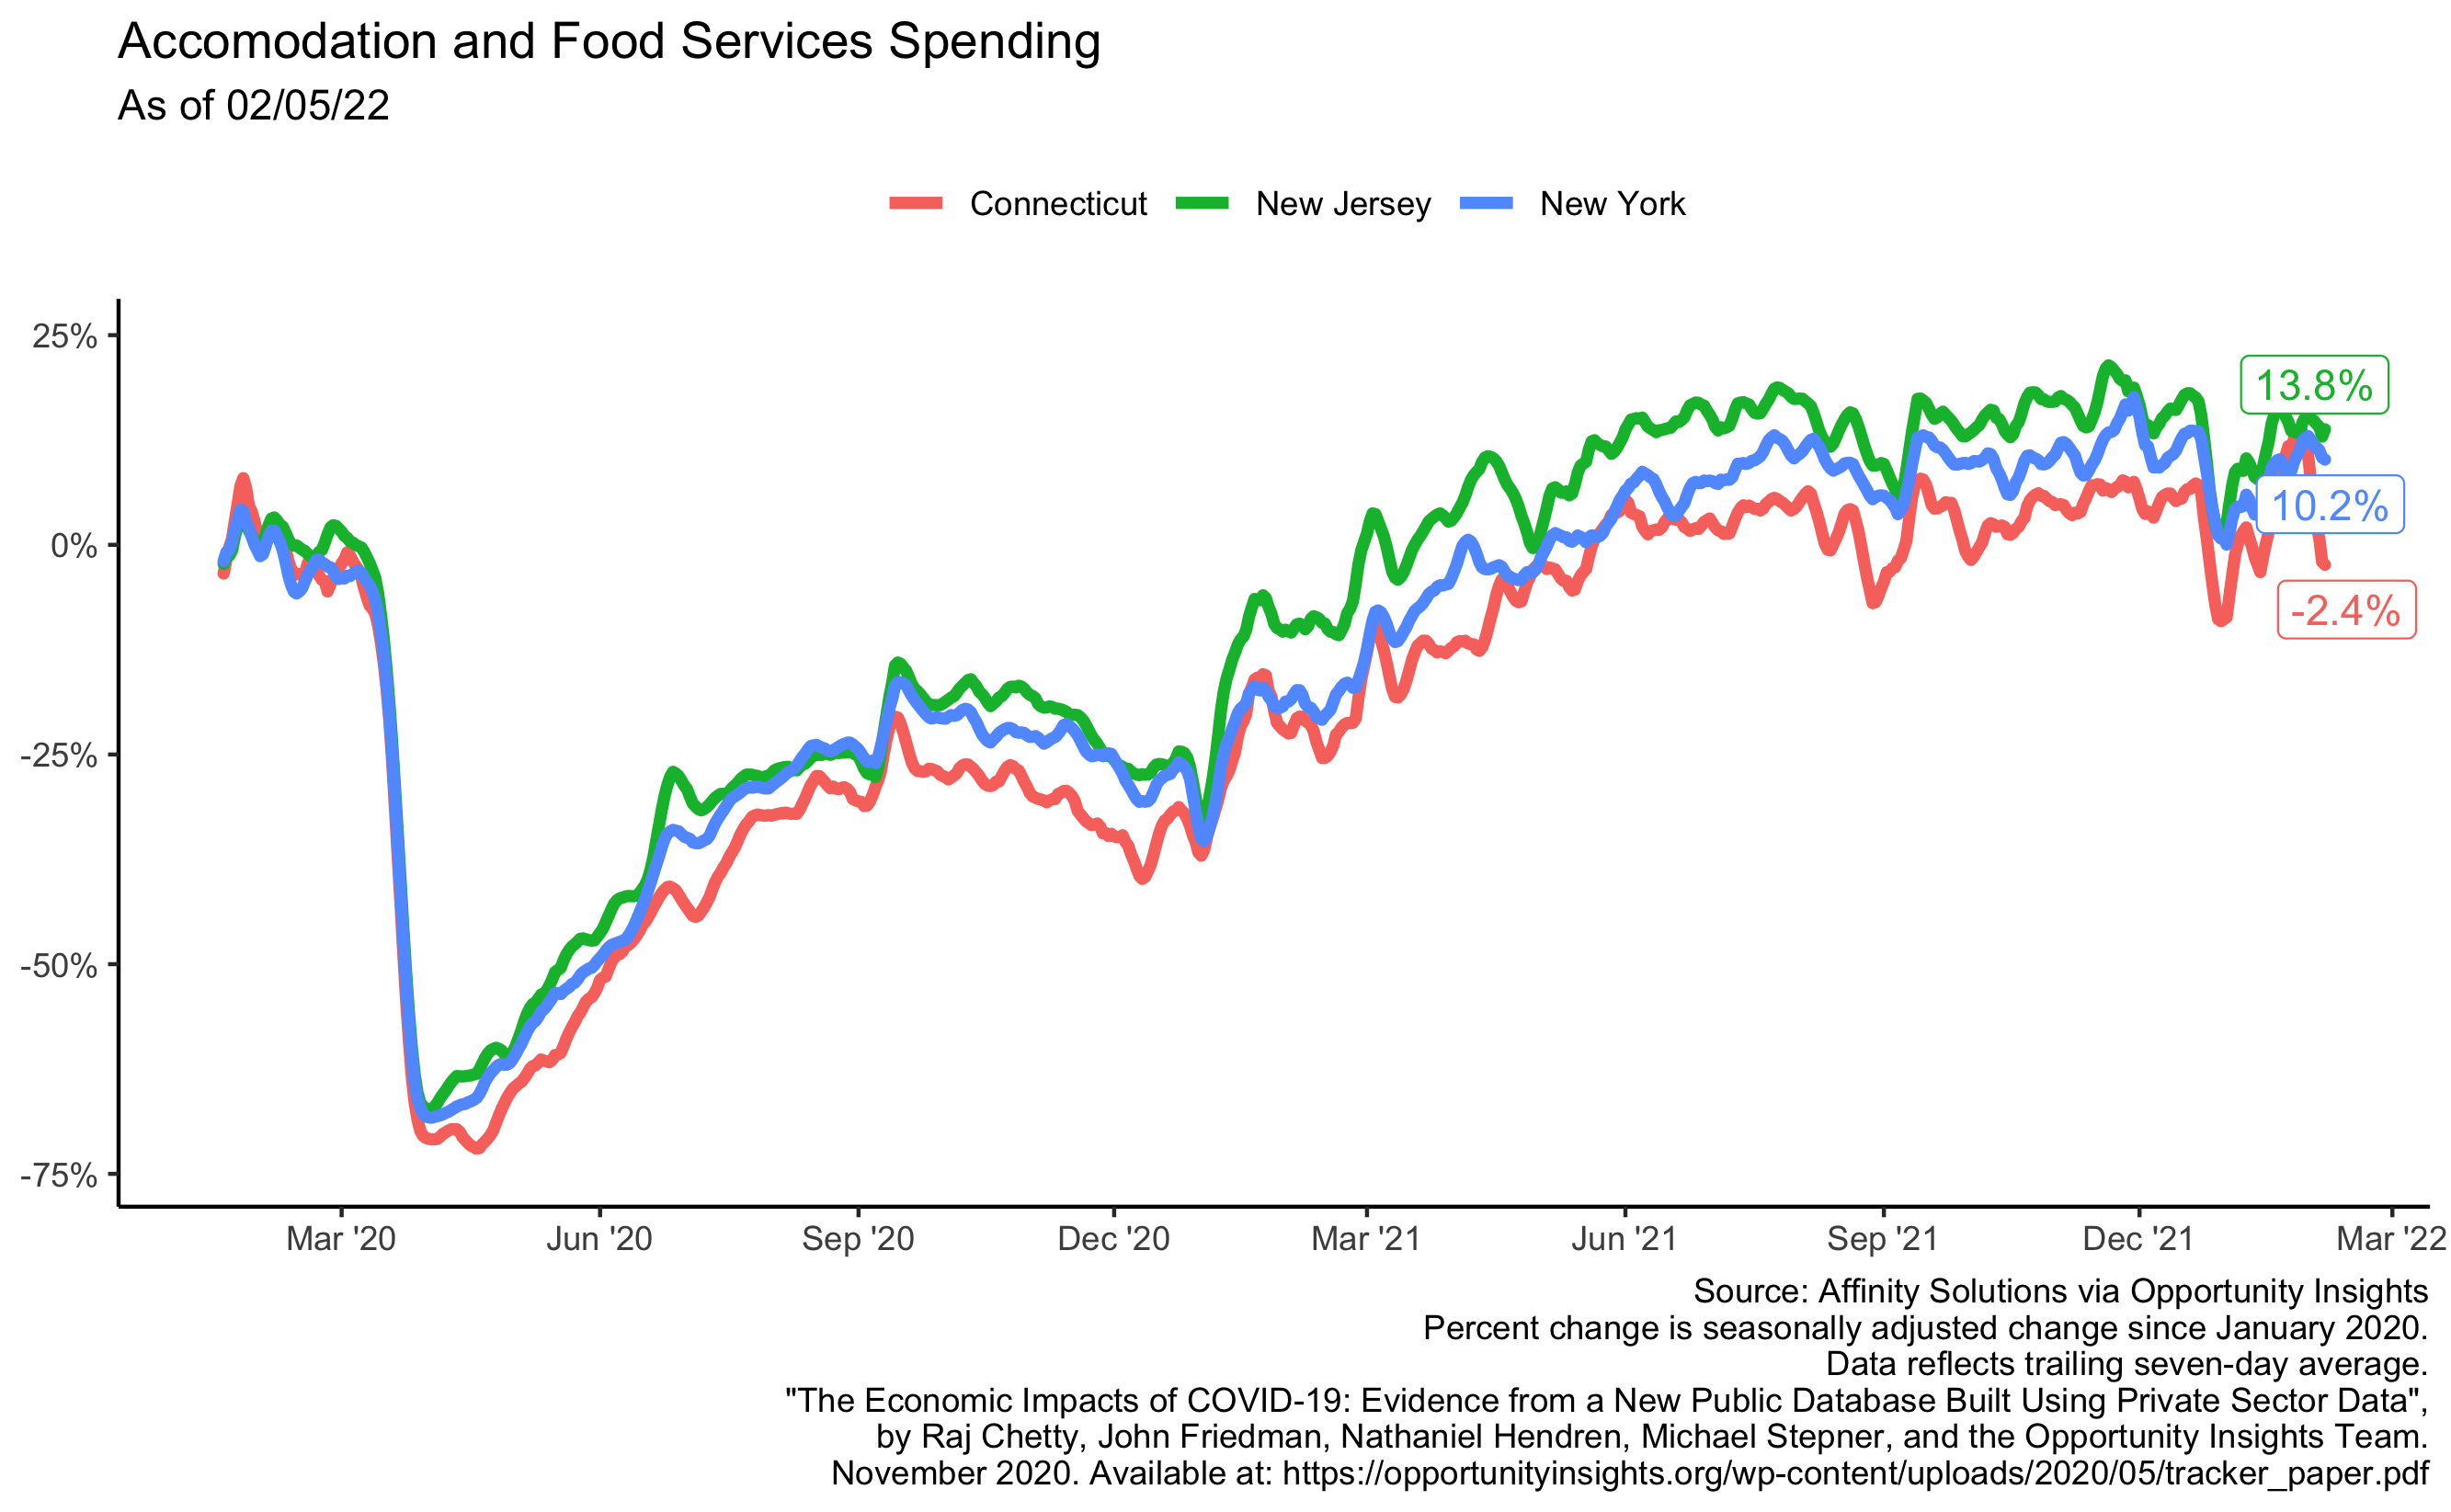 Accomodation and Food Services Spending
As of 02/05/22
Connecticut New Jersey New York
25%
0%
-25%
-50%
-75%
13.8%
10.2%
-2.4%
Mar '20 Jun '20 Sep '20 Dec '20 Mar '21 Jun '21 Sep '21 Dec '21 Mar '22
Source: Affinity Solutions via Opportunity Insights
Percent change is seasonally adjusted change since January 2020.
Data reflects trailing seven-day average.
"The Economic Impacts of COVID-19: Evidence from a New Public Database Built Using Private Sector Data",
by Raj Chetty, John Friedman, Nathaniel Hendren, Michael Stepner, and the Opportunity Insights Team.
November 2020. Available at: https://opportunityinsights.org/wp-content/uploads/2020/05/tracker_paper.pdf